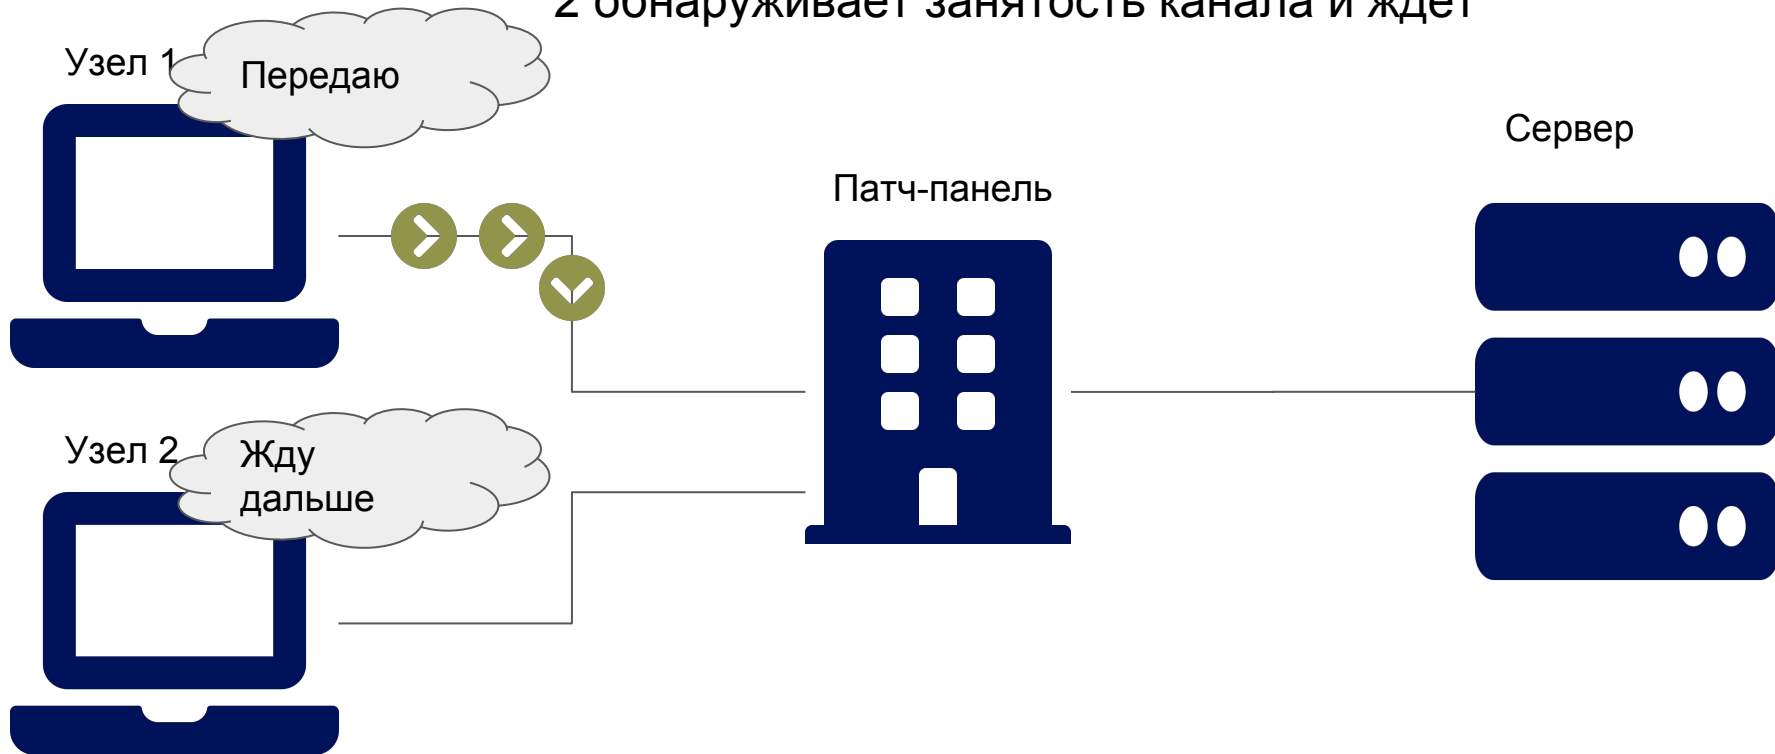 2 обнаруживает занятость канала и ждет
Узел 1
Передаю
Сервер
Патч-панель
Узел 2
Жду
дальше